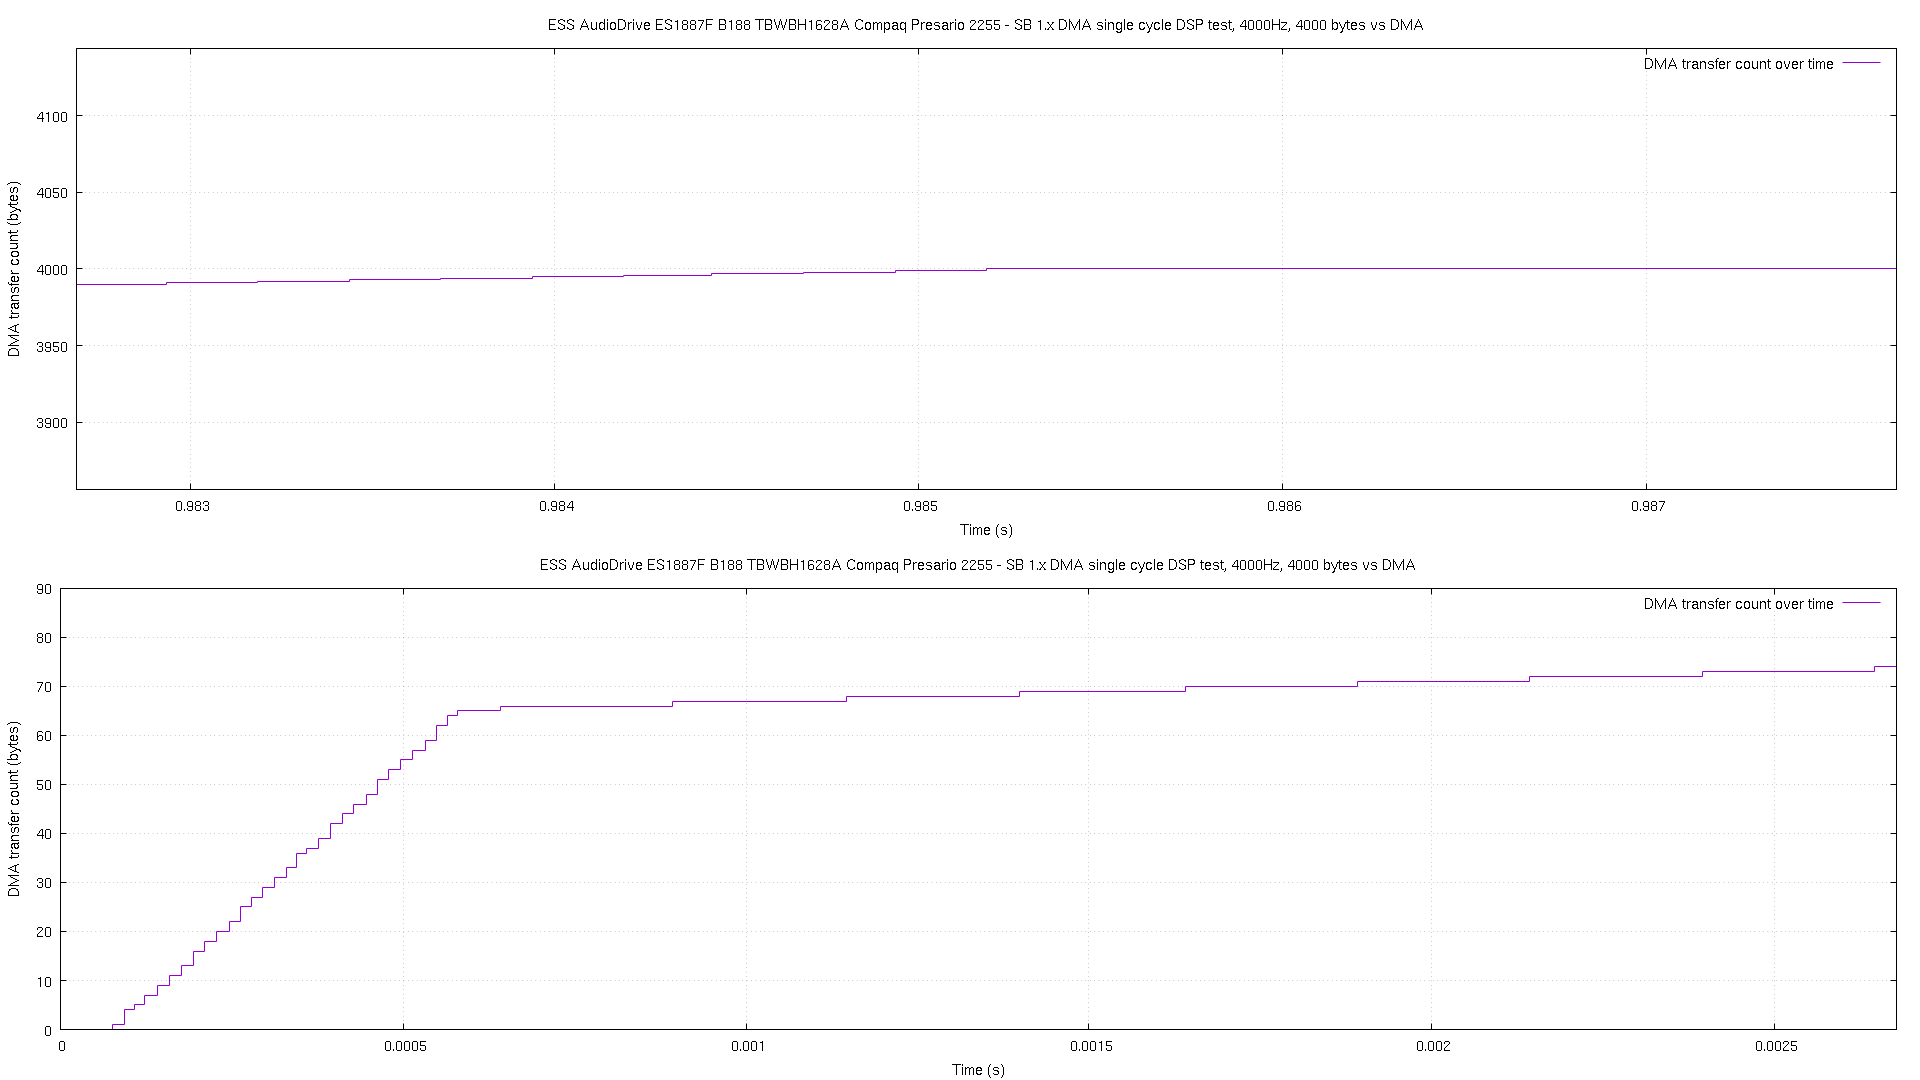 ESS AudioDrive ES1887F B188 TBWBH1628A Compaq Presario 2255 - SB 1.x DMA single cycle DSP test, 4000Hz, 4000 bytes vs DMA
DMA transfer count over time
4100
4050
4000
3950
3900
DMA transfer count (bytes)
0.983 0.984 0.985 0.986 0.987
Time (s)
ESS AudioDrive ES1887F B188 TBWBH1628A Compaq Presario 2255 - SB 1.x DMA single cycle DSP test, 4000Hz, 4000 bytes vs DMA
DMA transfer count over time
90
80
70
60
50
40
30
20
10
0
DMA transfer count (bytes)
0 0.0005 0.001 0.0015 0.002 0.0025
Time (s)